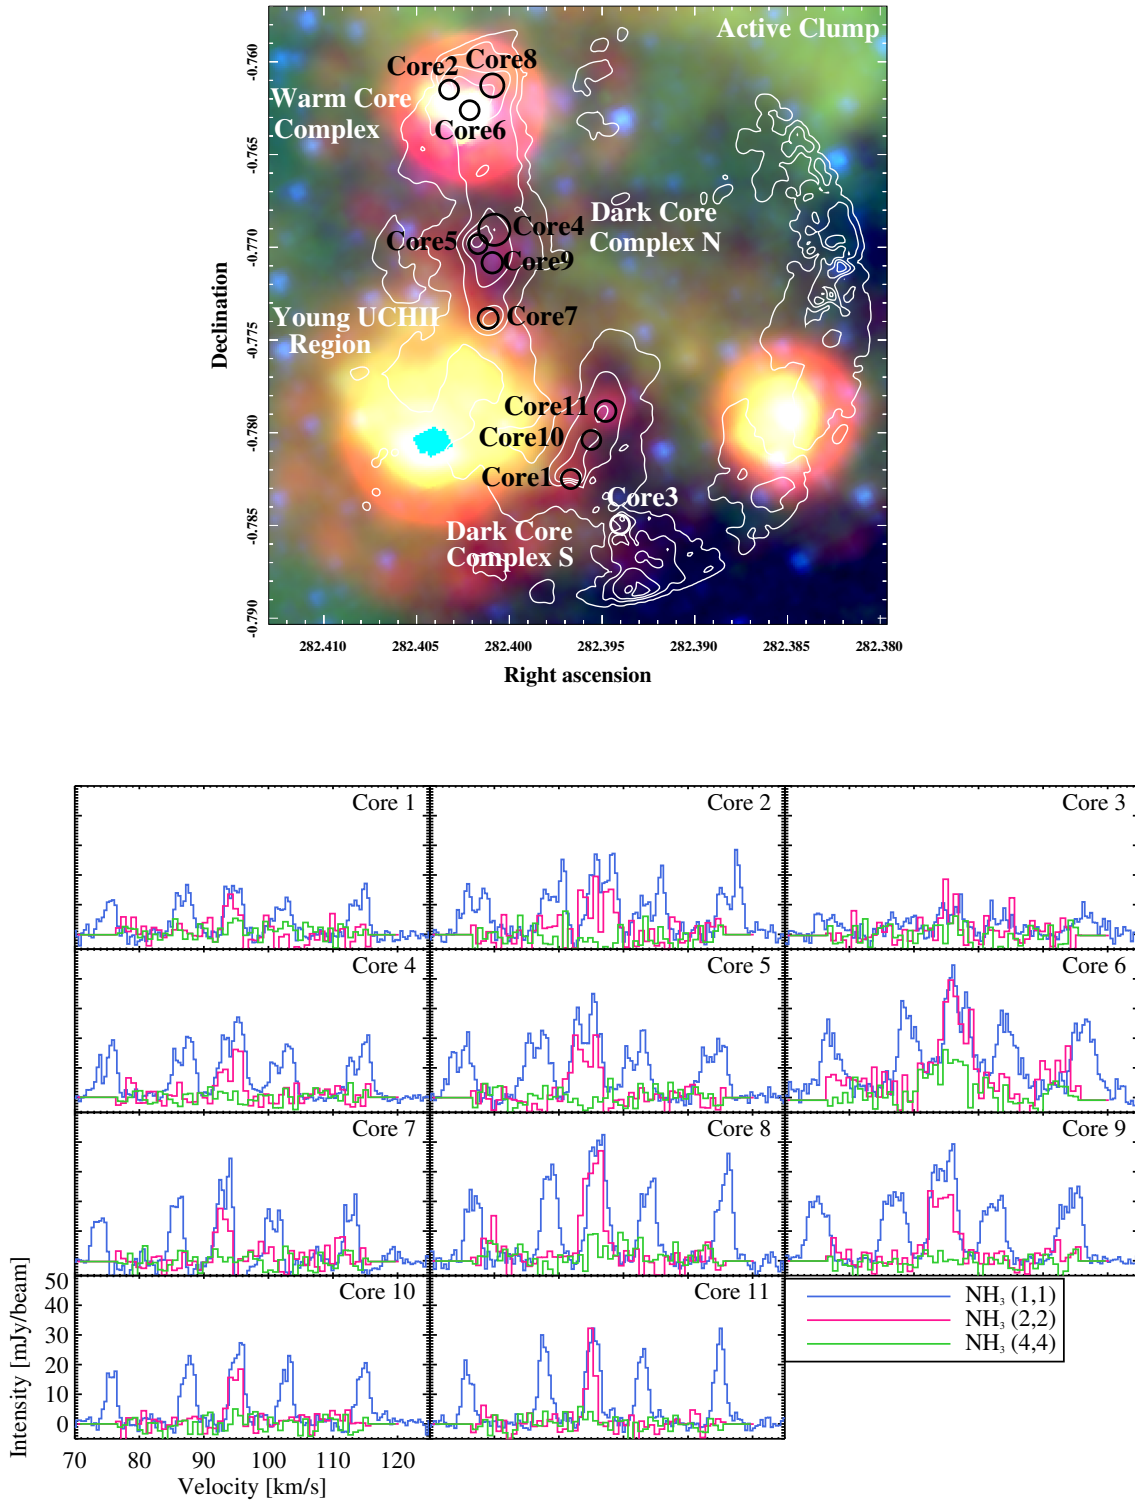 Active Clump
Core2
Core8
Warm Core
Complex
Core6
Dark Core
Complex N
Core4
Core5
Core9
Young UCHII
Region
Core7
Core11
Core10
Core1
Core3
Dark Core
Complex S
-0.760
-0.765
-0.770
-0.775
-0.780
-0.785
-0.790
Declination
282.410 282.405 282.400 282.395 282.390 282.385 282.380
Right ascension
Core 1
Core 2
Core 3
Core 4
Core 5
Core 6
Core 7
Core 8
Core 9
Core 10
Core 11
NH₃ (1,1)
NH₃ (2,2)
NH₃ (4,4)
50
40
30
20
10
0
Intensity [mJy/beam]
70 80 90 100 110 120
Velocity [km/s]